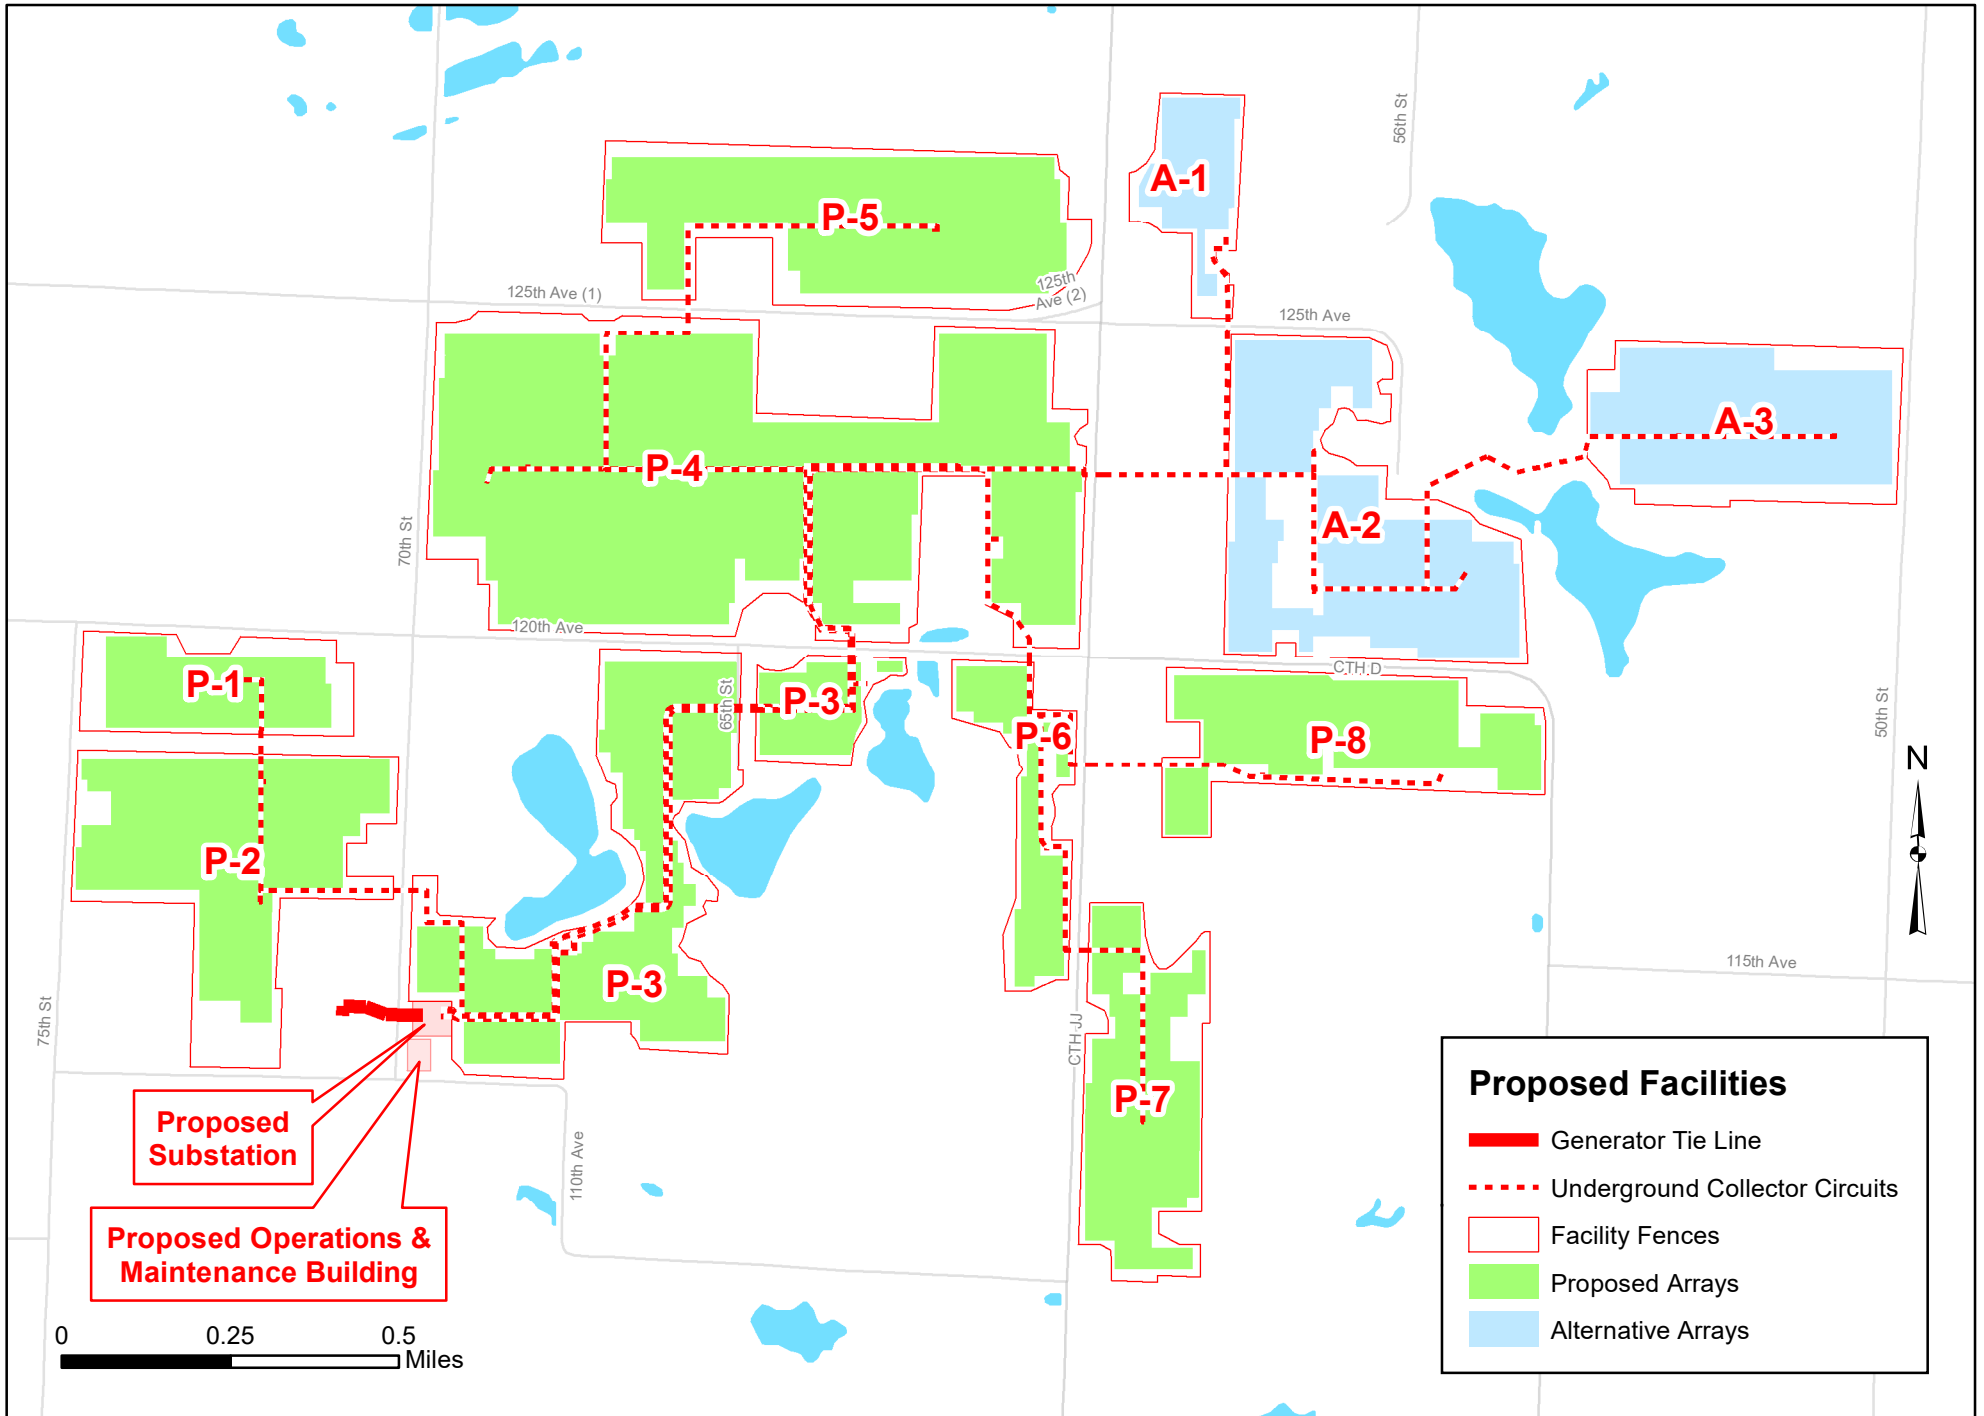 56th St
A-1
P-5
125th Ave (1)
125th
Ave (2)
125th Ave
A-3
P-4
A-2
70th St
120th Ave
CTH D
P-1
65th St
P-3
P-6
P-8
50th St
N
P-2
P-3
115th Ave
75th St
CTH JJ
P-7
Proposed
Substation
110th Ave
Proposed Operations &
Maintenance Building
0 0.25 0.5
Miles
Proposed Facilities
Generator Tie Line
Underground Collector Circuits
Facility Fences
Proposed Arrays
Alternative Arrays